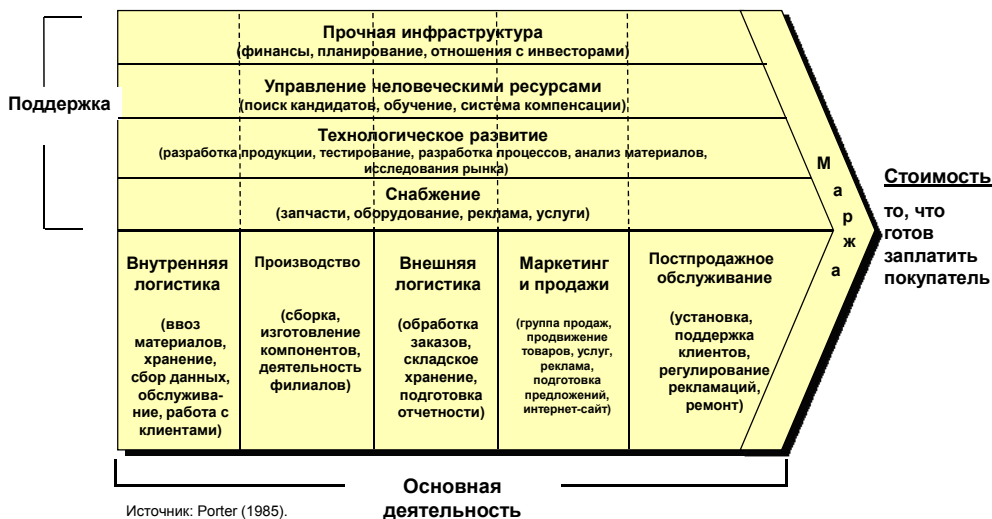 Прочная инфраструктура
(финансы, планирование, отношения с инвесторами)
Управление человеческими ресурсами
(поиск кандидатов, обучение, система компенсации)
Поддержка
Технологическое развитие
(разработка продукции, тестирование, разработка процессов, анализ материалов,
исследования рынка)
Снабжение
(запчасти, оборудование, реклама, услуги)
Маржа
Стоимость
то, что
готов
заплатить
покупатель
Внутренняя
логистика
(ввоз
материалов,
хранение,
сбор данных,
обслужива-
ние, работа с
клиентами)
Производство
(сборка,
изготовление
компонентов,
деятельность
филиалов)
Внешняя
логистика
(обработка
заказов,
складское
хранение,
подготовка
отчетности)
Маркетинг
и продажи
(группа продаж,
продвижение
товаров, услуг,
реклама,
подготовка
предложений,
интернет-сайт)
Постпродажное
обслуживание
(установка,
поддержка
клиентов,
регулирование
рекламаций,
ремонт)
Основная
деятельность
Источник: Porter (1985).